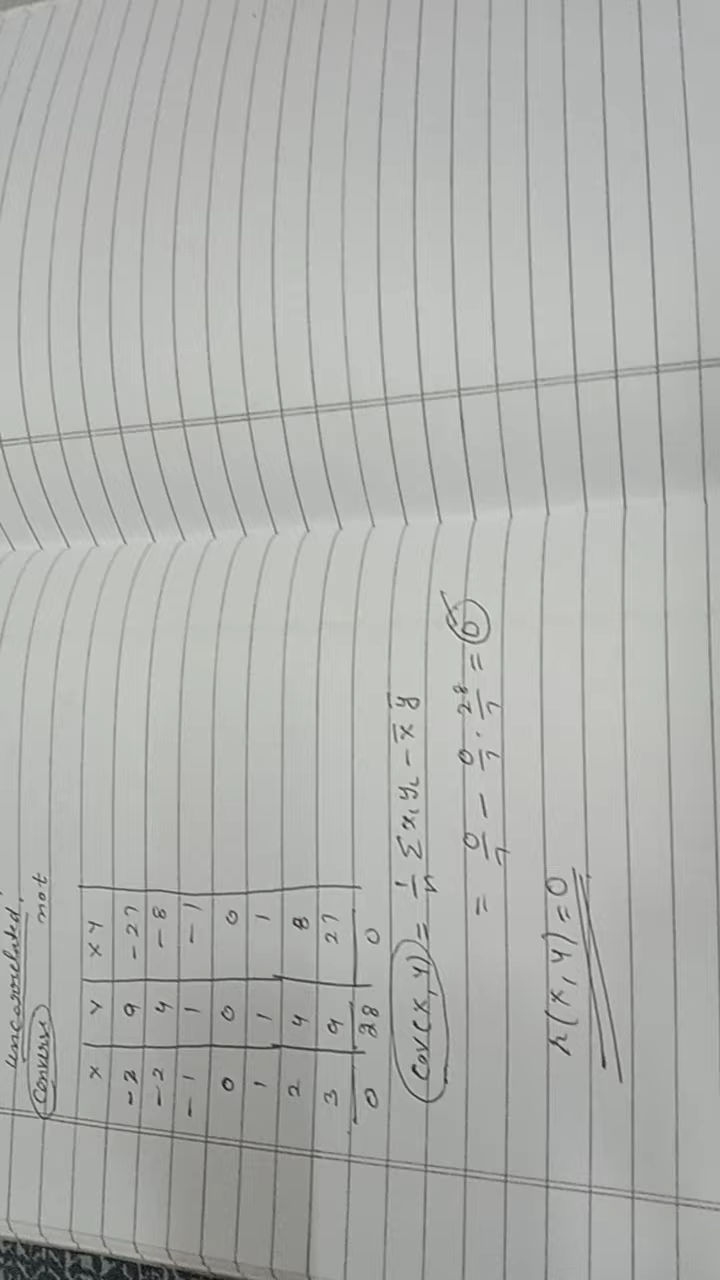 uncorrelated.
Converse not
X Y XY
-3 9 -27
-2 4 -8
-1 1 -1
0 0 0
1 1 1
2 4 8
3 9 27
0 28 0
Cov(X, Y) = 1/n Σ xᵢ yᵢ - x̄ ȳ
= 0/7 - 0/7 . 28/7 = 0
r(X, Y) = 0